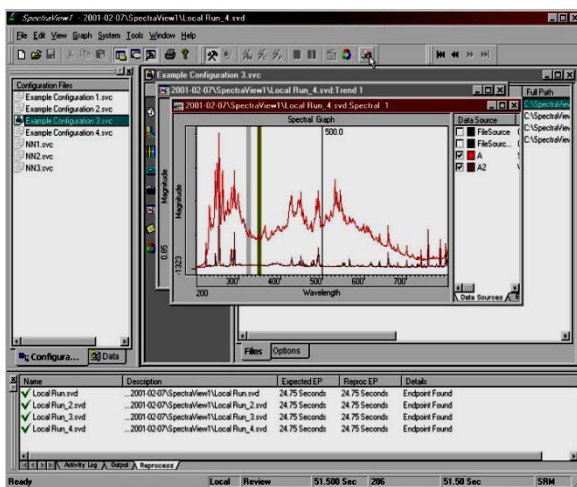 SpectraView1 - 2001-02-07\SpectraView1\Local Run_4.svd
File Edit View Graph System Tools Window Help
Configuration Files
Example Configuration 1.svc
Example Configuration 2.svc
Example Configuration 3.svc
Example Configuration 4.svc
NN1.svc
NN2.svc
NN3.svc
Configura... Data
Example Configuration 3.svc
2001-02-07\SpectraView1\Local Run_4.svd:Trend 1
2001-02-07\SpectraView1\Local Run_4.svd:Spectral 1
Full Path
C:\SpectraView
C:\SpectraView
C:\SpectraView
C:\SpectraView
Spectral Graph
500.0
Magnitude
Magnitude
0.85
-1323
200 300 400 500 600 700
Wavelength
Data Source
FileSource
FileSourc...
A
A2
Data Sources
Files Options
Name Description Expected EP Reproc EP Details
Local Run.svd ...2001-02-07\SpectraView1\Local Run.svd 24.75 Seconds 24.75 Seconds Endpoint Found
Local Run_2.svd ...2001-02-07\SpectraView1\Local Run_2.svd 24.75 Seconds 24.75 Seconds Endpoint Found
Local Run_3.svd ...2001-02-07\SpectraView1\Local Run_3.svd 24.75 Seconds 24.75 Seconds Endpoint Found
Local Run_4.svd ...2001-02-07\SpectraView1\Local Run_4.svd 24.75 Seconds 24.75 Seconds Endpoint Found
Activity Log Output Reprocess
Ready Local Review 51.500 Sec 206 51.50 Sec SRM